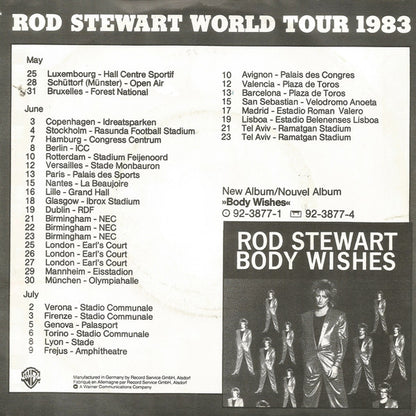 ROD STEWART WORLD TOUR 1983
May
25 Luxembourg - Hall Centre Sportif
28 Schüttorf (Münster) - Open Air
31 Bruxelles - Forest National
June
3 Copenhagen - Idreatsparken
4 Stockholm - Rasunda Football Stadium
7 Hamburg - Congress Centrum
8 Berlin - ICC
10 Rotterdam - Stadion Feijenoord
12 Versailles - Stade Monbauron
13 Paris - Palais des Sports
15 Nantes - La Beaujoire
16 Lille - Grand Hall
18 Glasgow - Ibrox Stadium
19 Dublin - RDF
21 Birmingham - NEC
22 Birmingham - NEC
23 Birmingham - NEC
25 London - Earl's Court
26 London - Earl's Court
27 London - Earl's Court
29 Mannheim - Eisstadion
30 München - Olympiahalle
July
2 Verona - Stadio Communale
3 Firenze - Stadio Communale
5 Genova - Palasport
6 Torino - Stadio Communale
8 Lyon - Stade
9 Frejus - Amphitheatre
10 Avignon - Palais des Congres
12 Valencia - Plaza de Toros
13 Barcelona - Plaza de Toros
15 San Sebastian - Velodromo Anoeta
17 Madrid - Estadio Roman Valero
19 Lisboa - Estadio Belenenses Lisboa
21 Tel Aviv - Ramatgan Stadium
23 Tel Aviv - Ramatgan Stadium
New Album/Nouvel Album
»Body Wishes«
92-3877-1 92-3877-4
ROD STEWART
BODY WISHES
Manufactured in Germany by Record Service GmbH, Alsdorf
Fabriqué en Allemagne par Record Service GmbH, Alsdorf
A Warner Communications Company